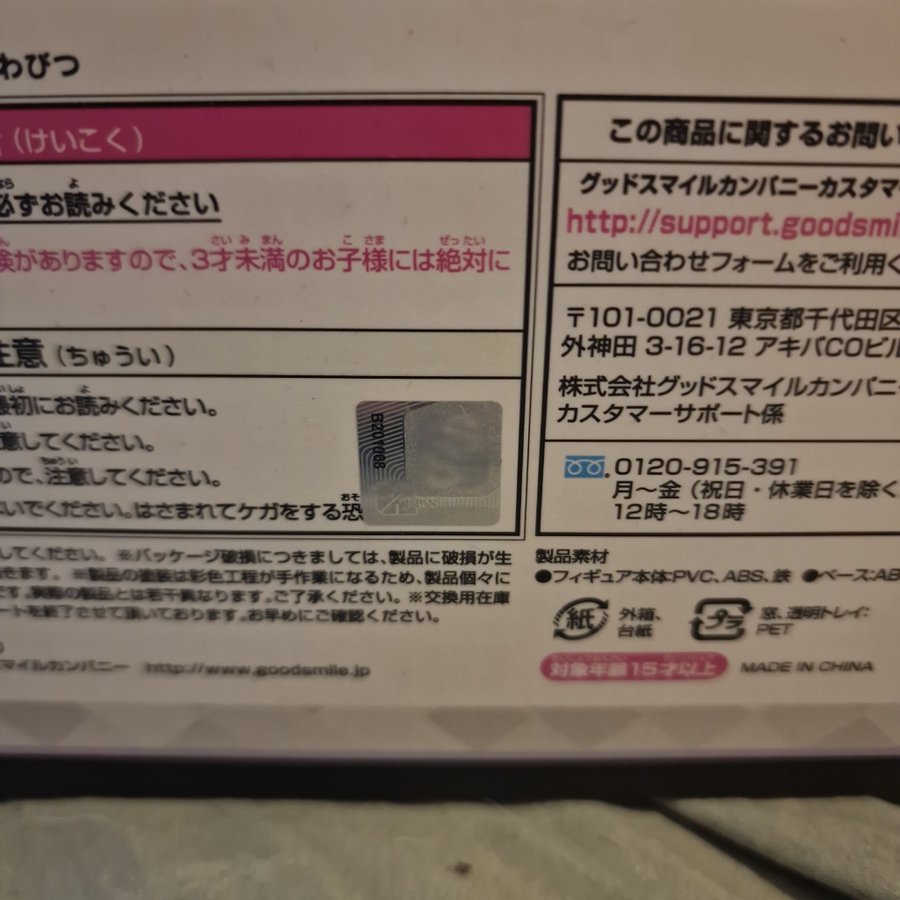 わびつ
(けいこく)
必ずお読みください
がありますので、3才未満のお子様には絶対に
注意(ちゅうい)
最初にお読みください。
意してください。
ので、注意してください。
いでください。はさまれてケガをする恐
B201068
JAPAN
してください。 ※パッケージ破損につきましては、製品に破損が生
きます。 ※製品の塗装は彩色工程が手作業になるため、製品個々に
です。実際の製品とは若干異なります。ご了承ください。 ※交換用在庫
ートを終了させて頂いております。お早めにご確認ください。
スマイルカンパニー http://www.goodsmile.jp
この商品に関するお問い
グッドスマイルカンパニーカスタマ
http://support.goodsmi
お問い合わせフォームをご利用く
〒101-0021 東京都千代田区
外神田 3-16-12 アキバCOビル
株式会社グッドスマイルカンパニー
カスタマーサポート係
0120-915-391
月～金（祝日・休業日を除く
12時～18時
製品素材
●フィギュア本体:PVC、ABS、鉄 ●ベース:AB
紙 外箱、台紙
プラ 窓、透明トレイ:PET
対象年齢15才以上 MADE IN CHINA